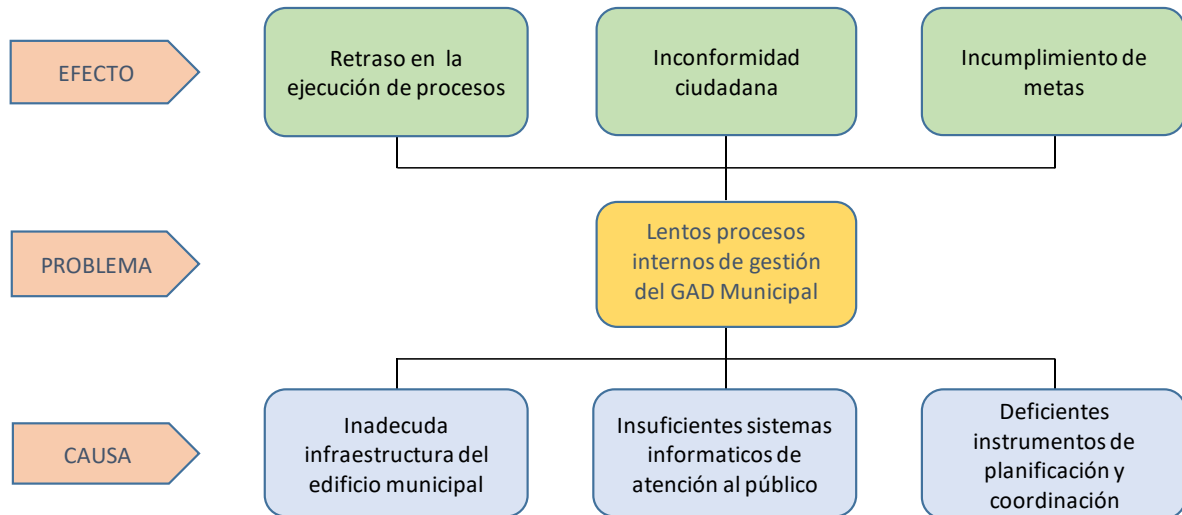 EFECTO
Retraso en la
ejecución de procesos
Inconformidad
ciudadana
Incumplimiento de
metas
PROBLEMA
Lentos procesos
internos de gestión
del GAD Municipal
CAUSA
Inadecuda
infraestructura del
edificio municipal
Insuficientes sistemas
informaticos de
atención al público
Deficientes
instrumentos de
planificación y
coordinación